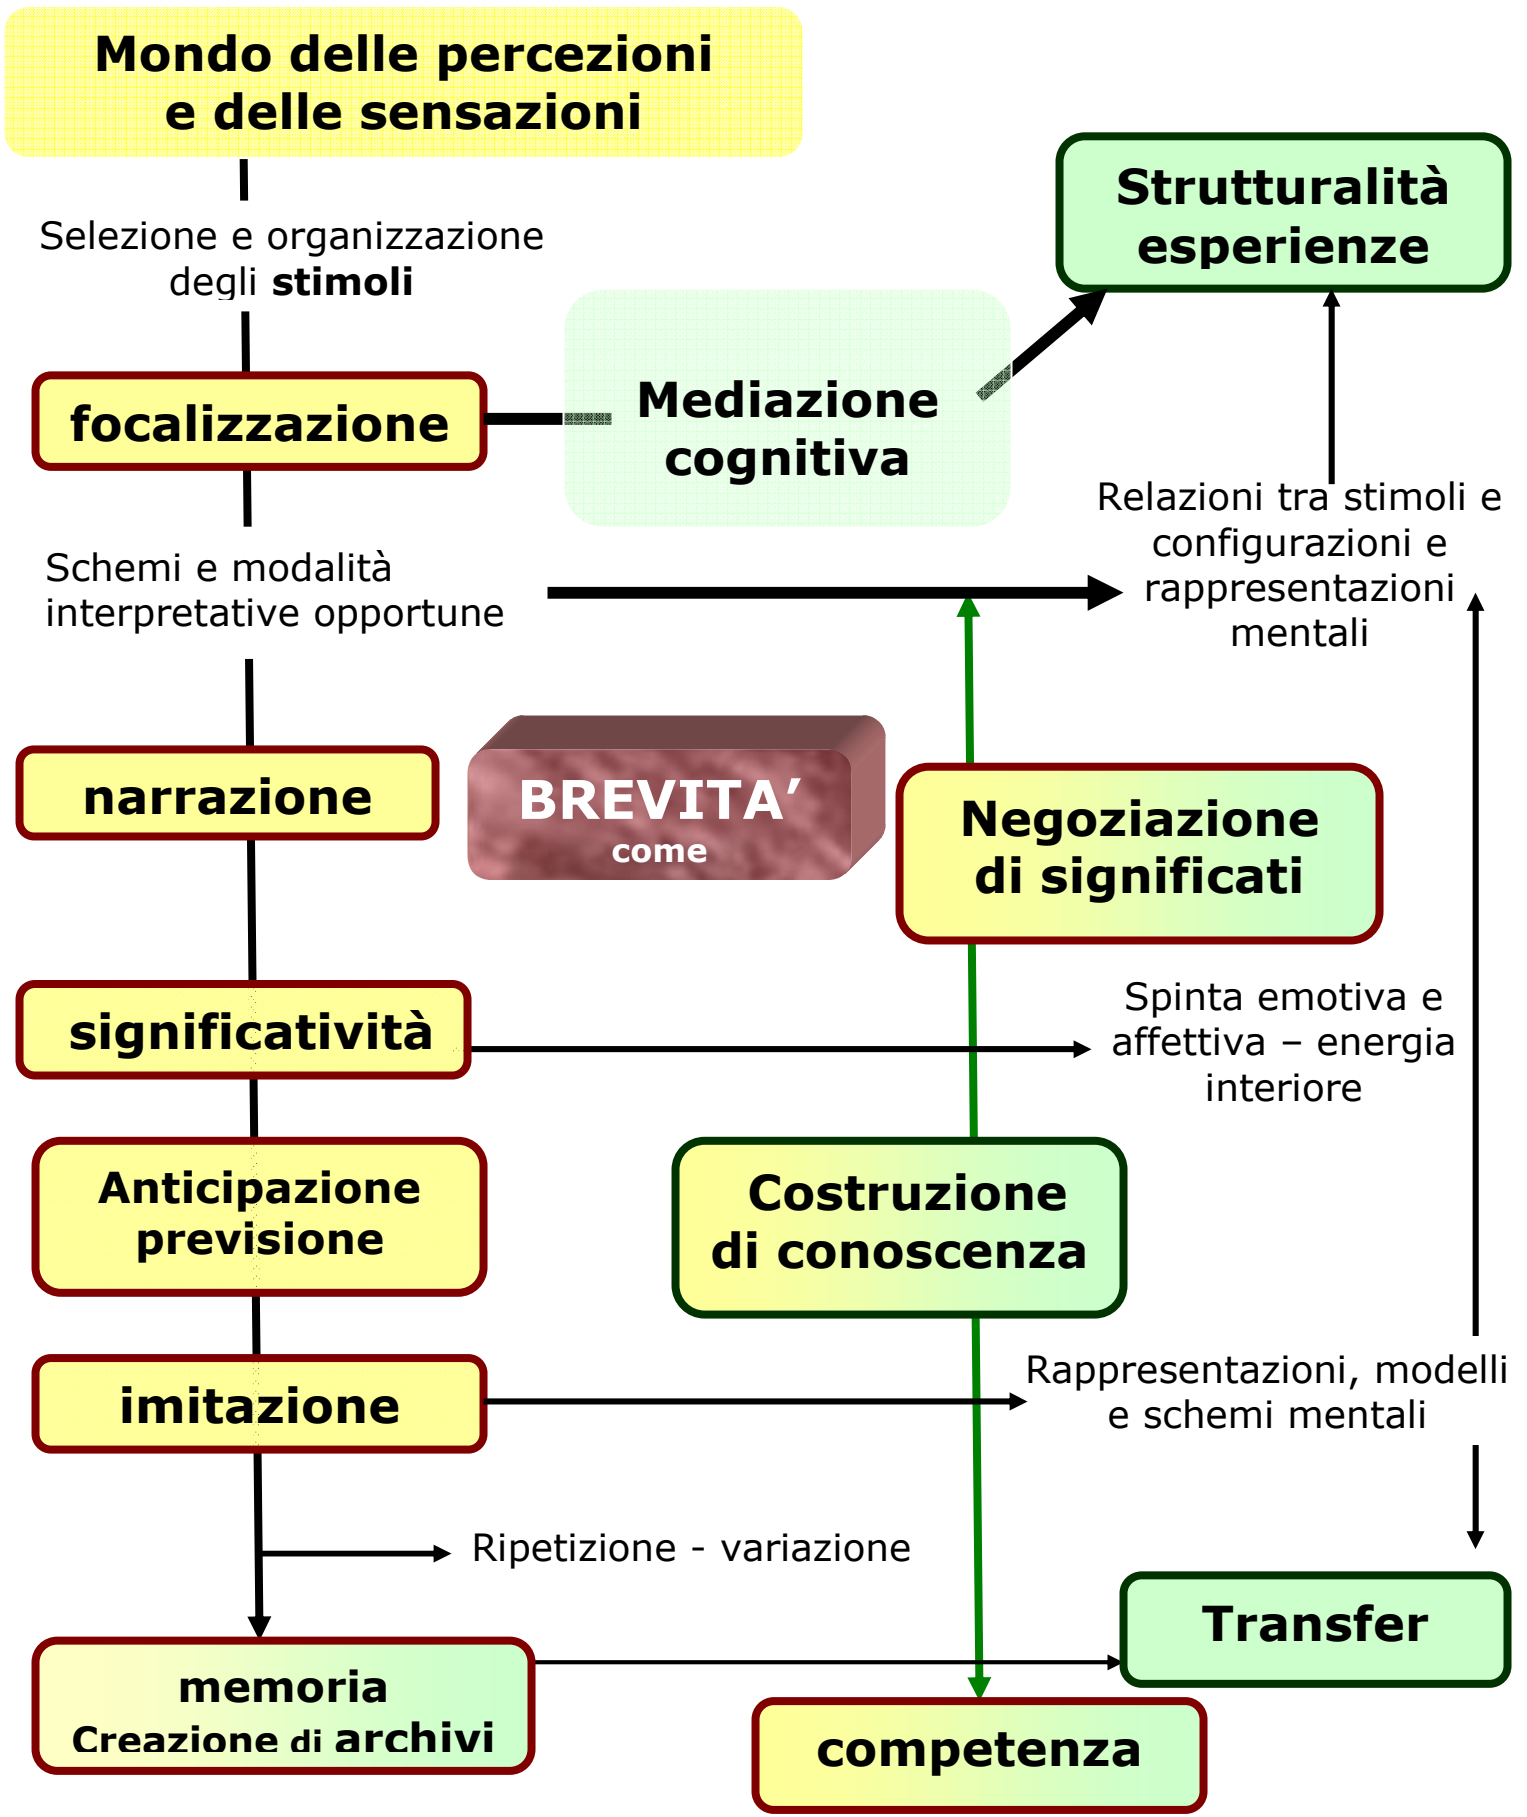 Mondo delle percezioni
e delle sensazioni
Strutturalità
esperienze
Selezione e organizzazione
degli stimoli
Mediazione
cognitiva
focalizzazione
Relazioni tra stimoli e
configurazioni e
rappresentazioni
mentali
Schemi e modalità
interpretative opportune
narrazione
BREVITA’
come
Negoziazione
di significati
significatività
Spinta emotiva e
affettiva – energia
interiore
Anticipazione
previsione
Costruzione
di conoscenza
imitazione
Rappresentazioni, modelli
e schemi mentali
Ripetizione - variazione
Transfer
memoria
Creazione di archivi
competenza